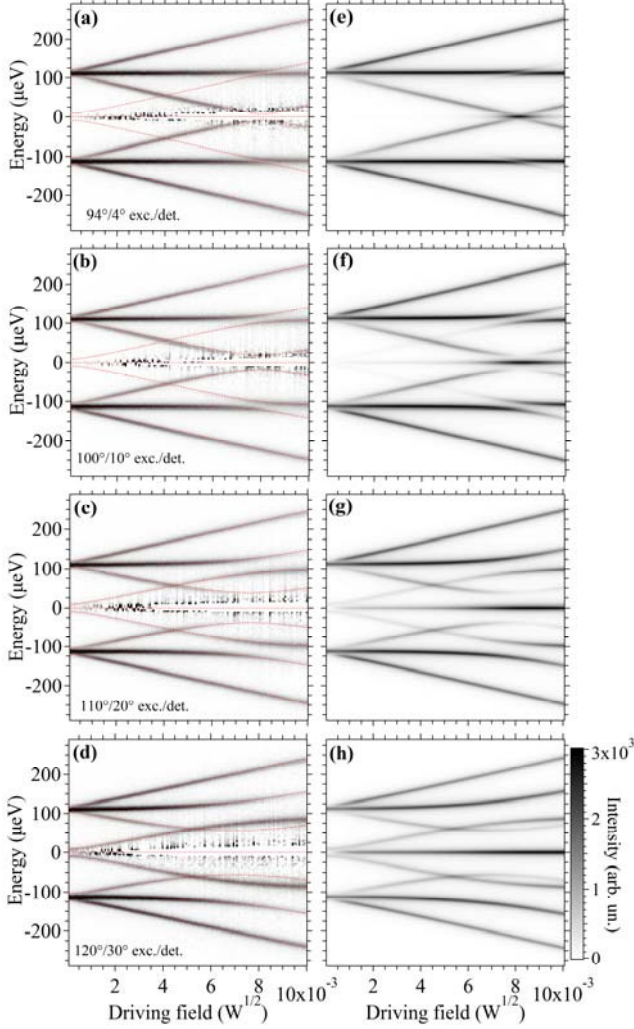 (a)
(e)
Energy (µeV)
200
100
0
-100
-200
94°/4° exc./det.
(b)
(f)
Energy (µeV)
200
100
0
-100
-200
100°/10° exc./det.
(c)
(g)
Energy (µeV)
200
100
0
-100
-200
110°/20° exc./det.
(d)
(h)
Energy (µeV)
200
100
0
-100
-200
120°/30° exc./det.
3x10³
2
1
0
Intensity (arb. un.)
2 4 6 8 10x10⁻³
2 4 6 8 10x10⁻³
Driving field (W^1/2)
Driving field (W^1/2)